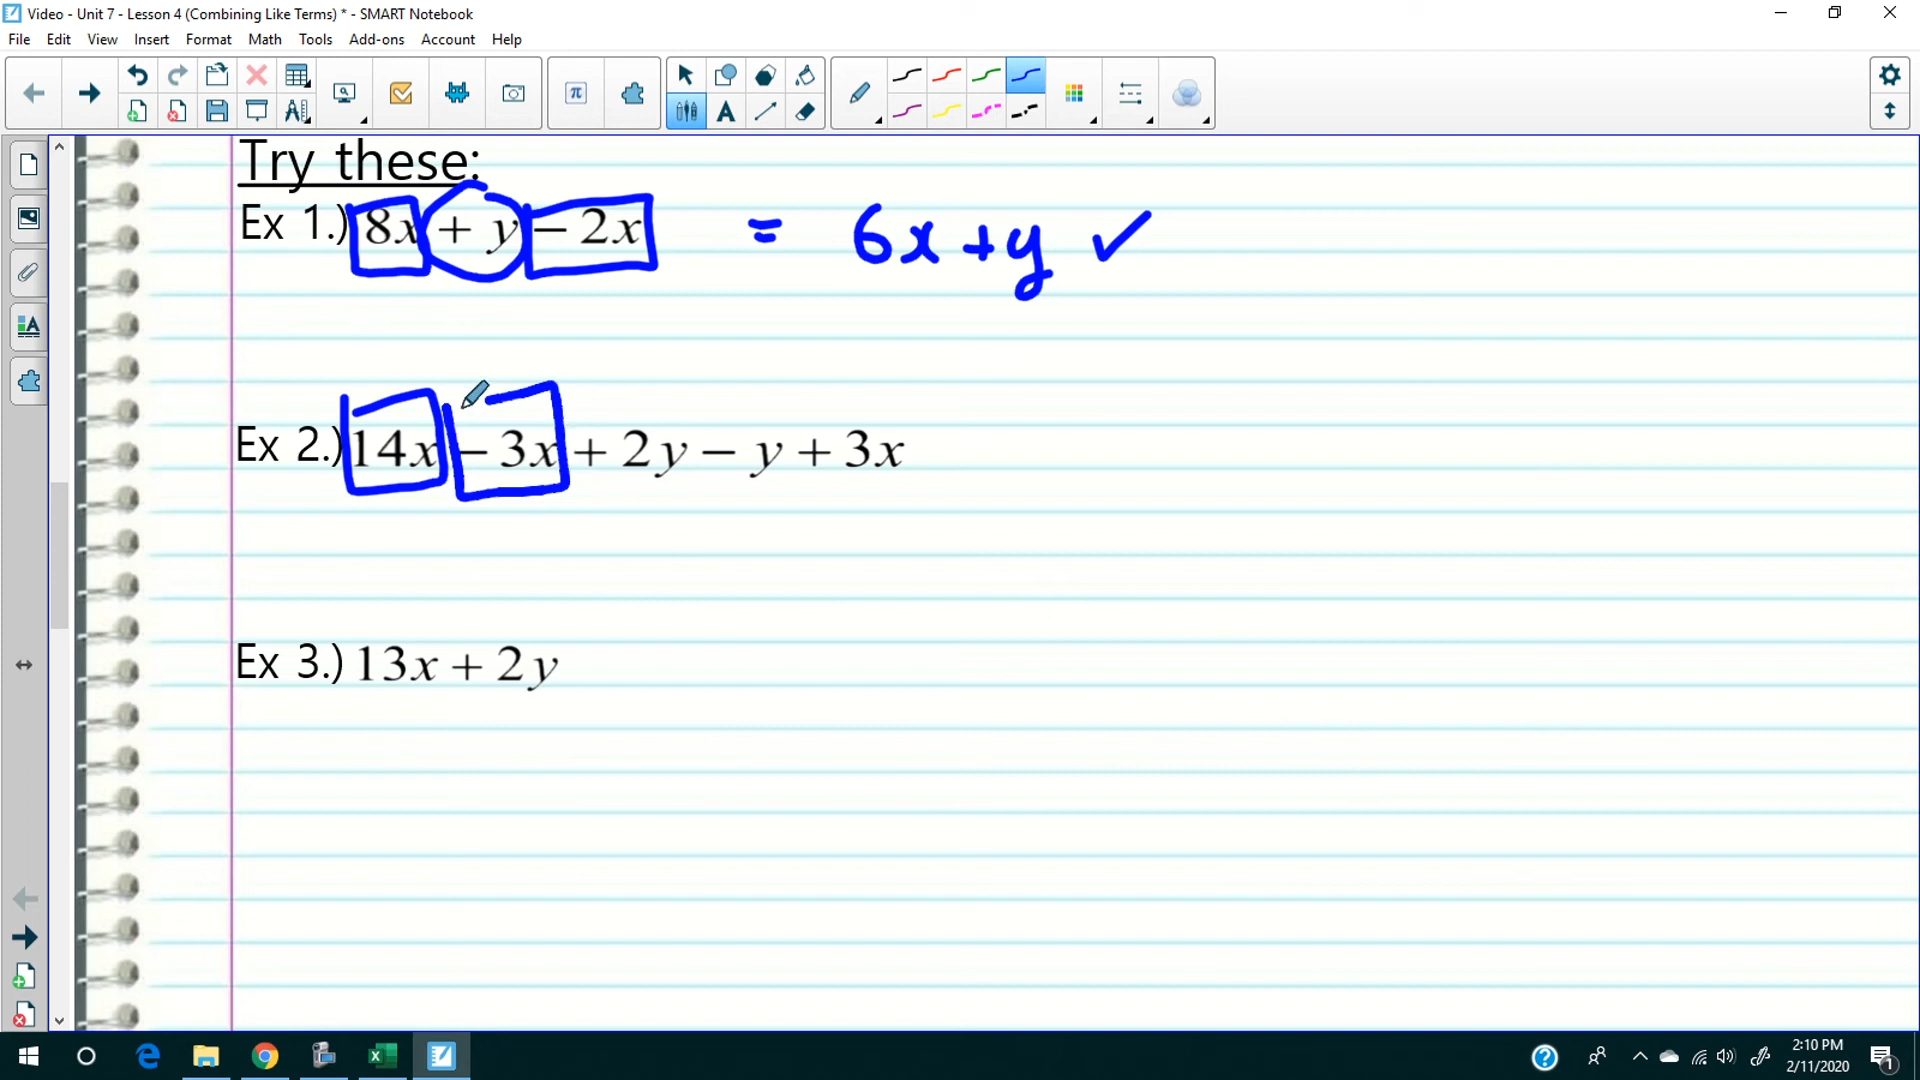 Video - Unit 7 - Lesson 4 (Combining Like Terms) * - SMART Notebook
File Edit View Insert Format Math Tools Add-ons Account Help
Try these:
Ex 1.) 8x + y - 2x = 6x + y ✓
Ex 2.) 14x - 3x + 2y - y + 3x
Ex 3.) 13x + 2y
2:10 PM
2/11/2020
1